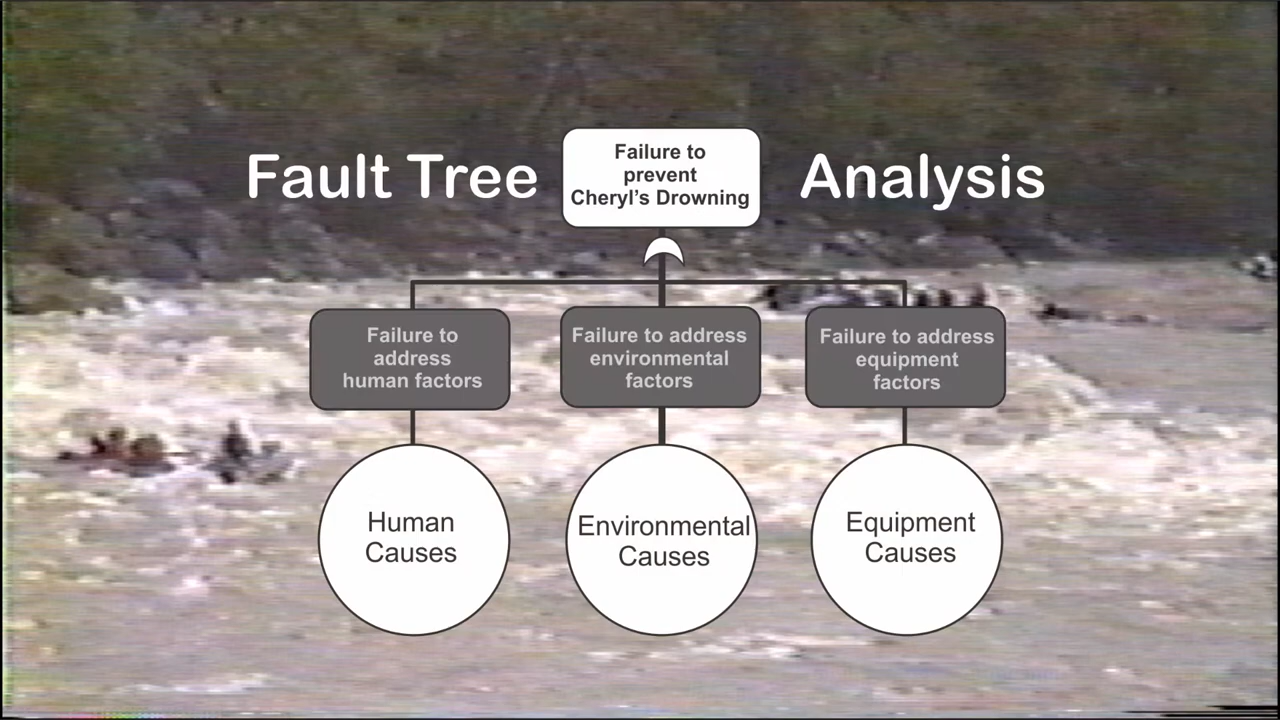 Fault Tree
Failure to
prevent
Cheryl’s Drowning
Analysis
Failure to
address
human factors
Failure to address
environmental
factors
Failure to address
equipment
factors
Human
Causes
Environmental
Causes
Equipment
Causes